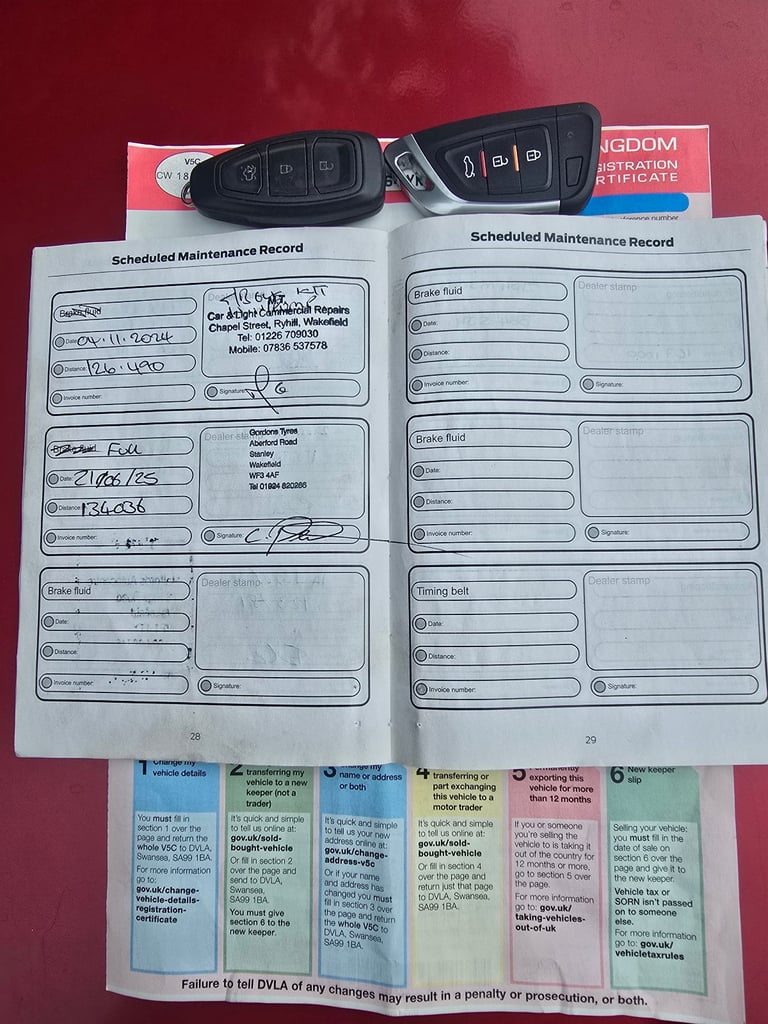 V5C
CW 18
NGDOM
GISTRATION
RTIFICATE
Scheduled Maintenance Record
Brake fluid
Date: 04.11.2024
Distance: 126.490
Invoice number:
Car & Light Commercial Repairs
Chapel Street, Ryhill, Wakefield
Tel: 01226 709030
Mobile: 07836 537578
Signature:
Brake fluid Full
Dealer stamp
Date: 21/06/25
Distance: 134036
Invoice number:
Gordons Tyres
Aberford Road
Stanley
Wakefield
WF3 4AF
Tel 01924 820266
Signature:
Brake fluid
Dealer stamp
Date:
Distance:
Invoice number:
Signature:
28
Scheduled Maintenance Record
Brake fluid
Dealer stamp
Date:
Distance:
Invoice number:
Signature:
Brake fluid
Dealer stamp
Date:
Distance:
Invoice number:
Signature:
Timing belt
Dealer stamp
Date:
Distance:
Invoice number:
Signature:
29
1
vehicle details
You must fill in
section 1 over the
page and return the
whole V5C to DVLA,
Swansea, SA99 1BA.
For more information
go to:
gov.uk/change-
vehicle-details-
registration-
certificate
2
transferring my
vehicle to a new
keeper (not a
trader)
It's quick and simple
to tell us online at:
gov.uk/sold-
bought-vehicle
Or fill in section 2
over the page and
send to DVLA,
Swansea,
SA99 1BA.
You must give
section 6 to the
new keeper.
3
name or address
or both
It's quick and simple
to tell us your new
address online at:
gov.uk/change-
address-v5c
Or if your name
and address has
changed you must
fill in section 3 over
the page and return
the whole V5C to
DVLA, Swansea,
SA99 1BA.
4
transferring or
part exchanging
this vehicle to a
motor trader
It's quick and simple
to tell us online at:
gov.uk/sold-
bought-vehicle
Or fill in section 4
over the page and
return just that page
to DVLA, Swansea,
SA99 1BA.
5
exporting this
vehicle for more
than 12 months
If you or someone
you're selling the
vehicle to is taking it
out of the country for
12 months or more,
go to section 5 over
the page.
For more information
go to: gov.uk/
taking-vehicles-
out-of-uk
6 New keeper
slip
Selling your vehicle:
you must fill in the
date of sale on
section 6 over the
page and give it to
the new keeper.
Vehicle tax or
SORN isn't passed
on to someone
else.
For more information
go to: gov.uk/
vehicletaxrules
Failure to tell DVLA of any changes may result in a penalty or prosecution, or both.